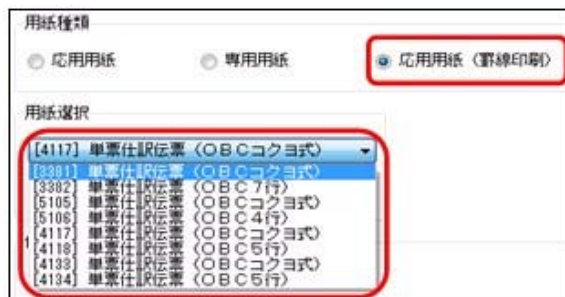 用紙種類
応用用紙 専用用紙 応用用紙(罫線印刷)
用紙選択
[4117] 単票仕訳伝票(OBCコクヨ式)
[3381] 単票仕訳伝票(OBCコクヨ式)
[3382] 単票仕訳伝票(OBC7行)
[5105] 単票仕訳伝票(OBCコクヨ式)
[5106] 単票仕訳伝票(OBC4行)
[4117] 単票仕訳伝票(OBCコクヨ式)
[4118] 単票仕訳伝票(OBC5行)
[4133] 単票仕訳伝票(OBCコクヨ式)
[4134] 単票仕訳伝票(OBC5行)